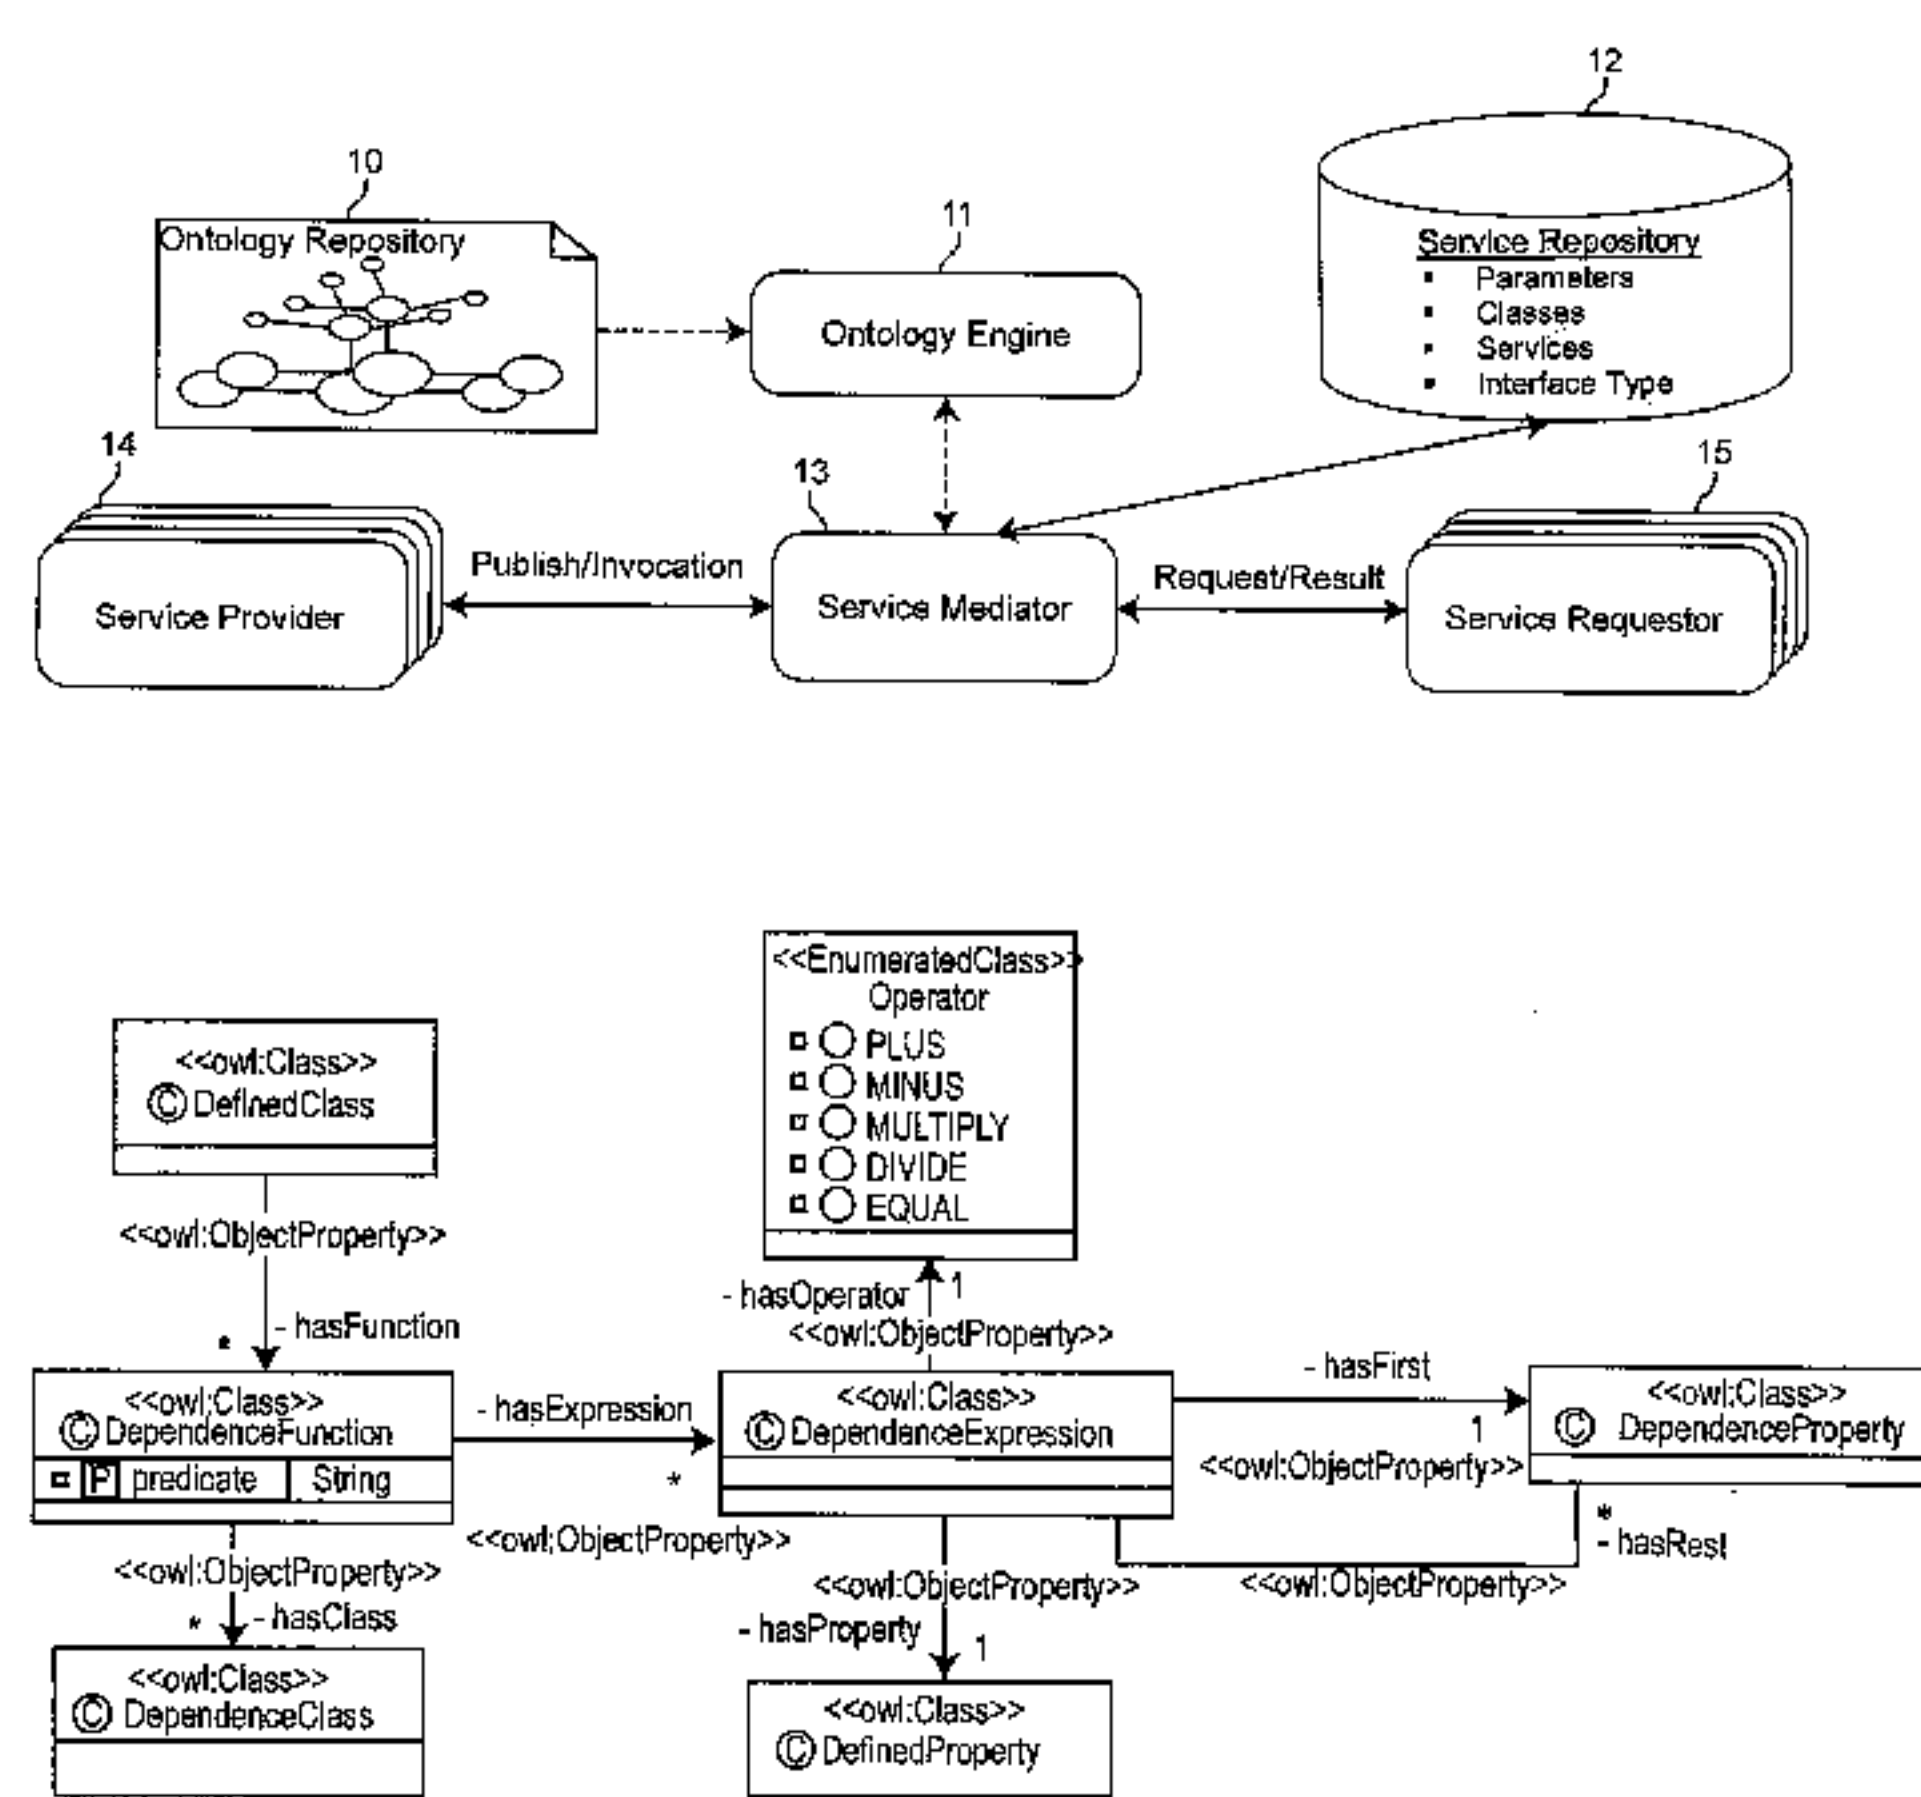 12
10
11
Ontology Repository
Service Repository
▪ Parameters
▪ Classes
▪ Services
▪ Interface Type
Ontology Engine
14
13
15
Publish/Invocation
Request/Result
Service Provider
Service Mediator
Service Requestor
<<EnumeratedClass>>
Operator
PLUS
MINUS
MULTIPLY
DIVIDE
EQUAL
<<owl:Class>>
© DefinedClass
<<owl:ObjectProperty>>
* - hasFunction
- hasOperator 1
<<owl:ObjectProperty>>
<<owl:Class>>
© DependenceFunction
P predicate String
- hasExpression
*
<<owl:ObjectProperty>>
<<owl:Class>>
© DependenceExpression
- hasFirst
1
<<owl:ObjectProperty>>
<<owl:Class>>
© DependenceProperty
*
- hasRest
<<owl:ObjectProperty>>
<<owl:ObjectProperty>>
* - hasClass
<<owl:Class>>
© DependenceClass
<<owl:ObjectProperty>>
- hasProperty 1
<<owl:Class>>
© DefinedProperty